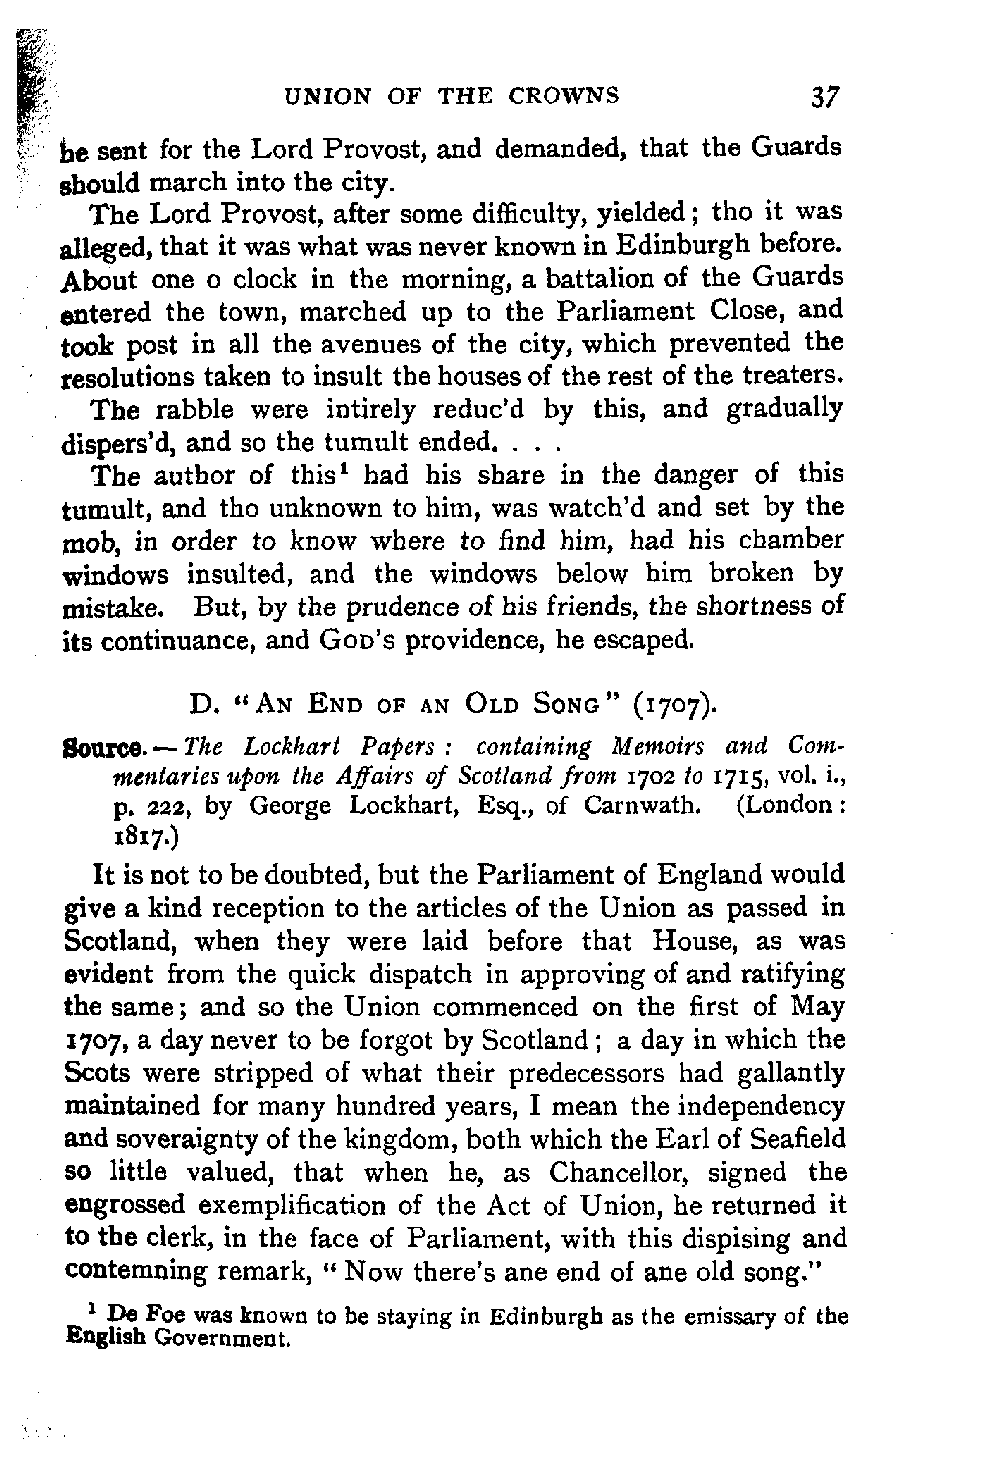 UNION OF THE CROWNS 37
he sent for the Lord Provost, and demanded, that the Guards
should march into the city.
The Lord Provost, after some difficulty, yielded; tho it was
alleged, that it was what was never known in Edinburgh before.
About one o clock in the morning, a battalion of the Guards
entered the town, marched up to the Parliament Close, and
took post in all the avenues of the city, which prevented the
resolutions taken to insult the houses of the rest of the treaters.
The rabble were intirely reduc'd by this, and gradually
dispers'd, and so the tumult ended. . . .
The author of this¹ had his share in the danger of this
tumult, and tho unknown to him, was watch'd and set by the
mob, in order to know where to find him, had his chamber
windows insulted, and the windows below him broken by
mistake. But, by the prudence of his friends, the shortness of
its continuance, and GOD'S providence, he escaped.
D. "AN END OF AN OLD SONG" (1707).
Source.—The Lockhart Papers: containing Memoirs and Com-
mentaries upon the Affairs of Scotland from 1702 to 1715, vol. i.,
p. 222, by George Lockhart, Esq., of Carnwath. (London:
1817.)
It is not to be doubted, but the Parliament of England would
give a kind reception to the articles of the Union as passed in
Scotland, when they were laid before that House, as was
evident from the quick dispatch in approving of and ratifying
the same; and so the Union commenced on the first of May
1707, a day never to be forgot by Scotland; a day in which the
Scots were stripped of what their predecessors had gallantly
maintained for many hundred years, I mean the independency
and soveraignty of the kingdom, both which the Earl of Seafield
so little valued, that when he, as Chancellor, signed the
engrossed exemplification of the Act of Union, he returned it
to the clerk, in the face of Parliament, with this dispising and
contemning remark, "Now there's ane end of ane old song."
¹ De Foe was known to be staying in Edinburgh as the emissary of the
English Government.